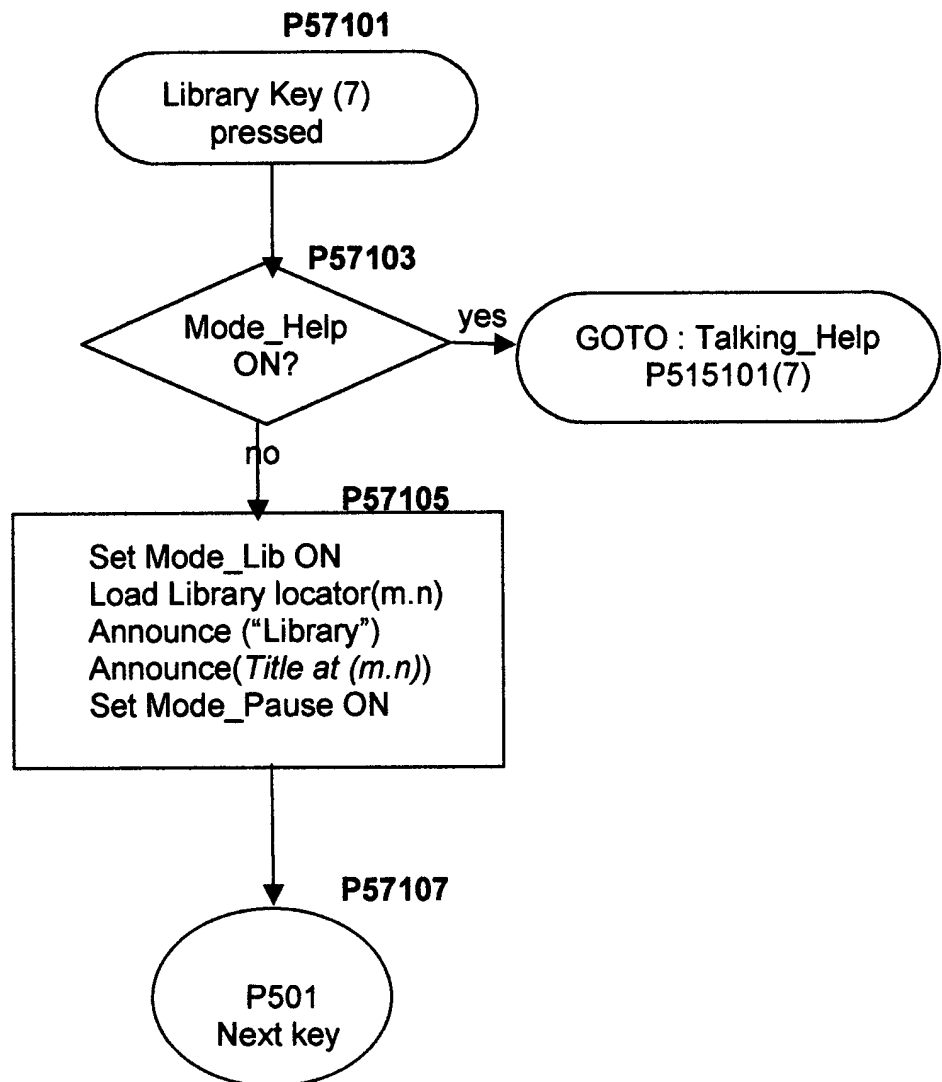 P57101
Library Key (7)
pressed
P57103
Mode_Help
ON?
yes
GOTO : Talking_Help
P515101(7)
no
P57105
Set Mode_Lib ON
Load Library locator(m.n)
Announce (“Library”)
Announce(Title at (m.n))
Set Mode_Pause ON
P57107
P501
Next key